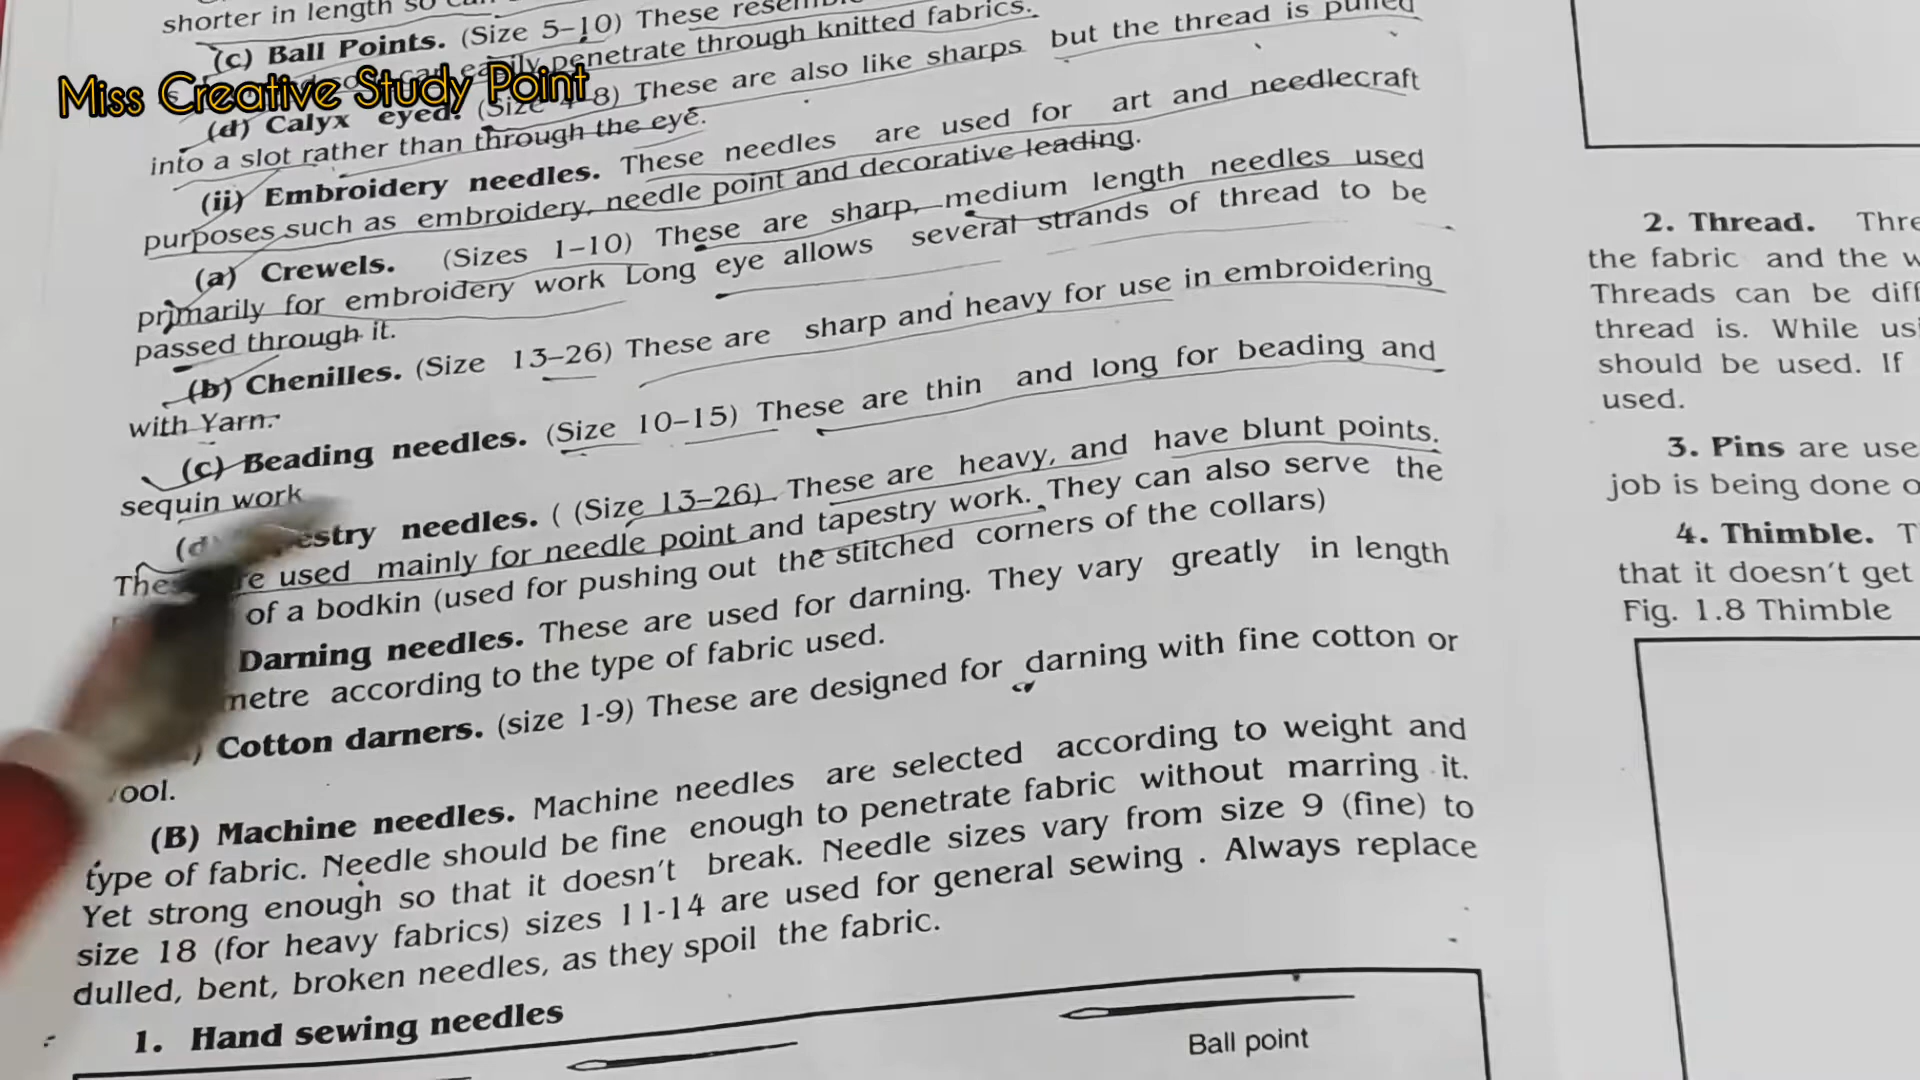 shorter in length so can
(c) Ball Points. (Size 5–10) These
easily penetrate through knitted fabrics.
Miss Creative Study Point
(d) Calyx eyed. (Size 4–8) These are also like sharps but the thread is pulled
into a slot rather than through the eye.
(ii) Embroidery needles. These needles are used for art and needlecraft
purposes such as embroidery, needle point and decorative leading.
(a) Crewels. (Sizes 1–10) These are sharp, medium length needles used
primarily for embroidery work Long eye allows several strands of thread to be
passed through it.
(b) Chenilles. (Size 13–26) These are sharp and heavy for use in embroidering
with Yarn.
(c) Beading needles. (Size 10–15) These are thin and long for beading and
sequin work
needles. ( (Size 13–26) These are heavy, and have blunt points.
used mainly for needle point and tapestry work. They can also serve the
of a bodkin (used for pushing out the stitched corners of the collars)
Darning needles. These are used for darning. They vary greatly in length
according to the type of fabric used.
Cotton darners. (size 1-9) These are designed for darning with fine cotton or
(B) Machine needles. Machine needles are selected according to weight and
type of fabric. Needle should be fine enough to penetrate fabric without marring it.
Yet strong enough so that it doesn't break. Needle sizes vary from size 9 (fine) to
size 18 (for heavy fabrics) sizes 11-14 are used for general sewing . Always replace
dulled, bent, broken needles, as they spoil the fabric.
1. Hand sewing needles
Ball point
2. Thread.
the fabric and the
Threads can be
thread is. While
should be used. If
used.
3. Pins are
job is being done
4. Thimble.
that it doesn't get
Fig. 1.8 Thimble